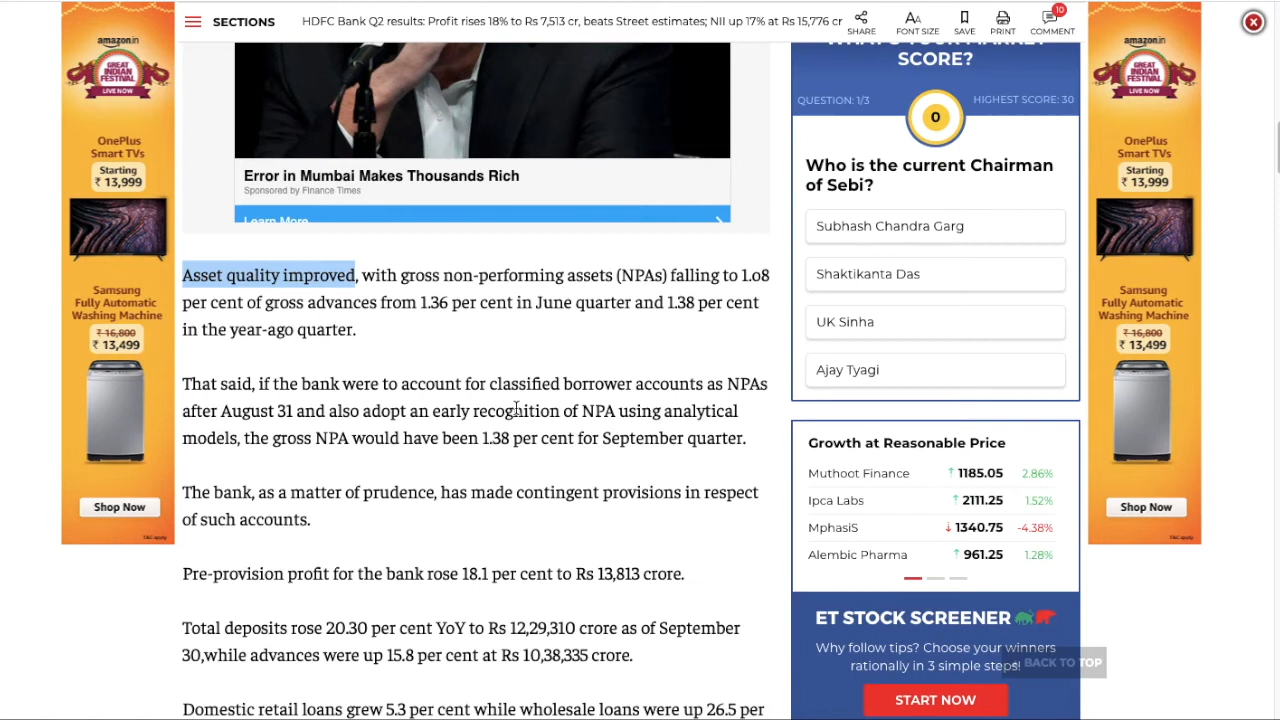 SECTIONS
HDFC Bank Q2 results: Profit rises 18% to Rs 7,513 cr, beats Street estimates; NII up 17% at Rs 15,776 cr
SHARE
FONT SIZE
SAVE
PRINT
10
COMMENT
amazon.in
GREAT
INDIAN
FESTIVAL
LIVE NOW
OnePlus
Smart TVs
Starting
₹ 13,999
Samsung
Fully Automatic
Washing Machine
₹ 16,800
₹ 13,499
Shop Now
T&C apply
Error in Mumbai Makes Thousands Rich
Sponsored by Finance Times
Learn More
Asset quality improved, with gross non-performing assets (NPAs) falling to 1.o8
per cent of gross advances from 1.36 per cent in June quarter and 1.38 per cent
in the year-ago quarter.
That said, if the bank were to account for classified borrower accounts as NPAs
after August 31 and also adopt an early recognition of NPA using analytical
models, the gross NPA would have been 1.38 per cent for September quarter.
The bank, as a matter of prudence, has made contingent provisions in respect
of such accounts.
Pre-provision profit for the bank rose 18.1 per cent to Rs 13,813 crore.
Total deposits rose 20.30 per cent YoY to Rs 12,29,310 crore as of September
30,while advances were up 15.8 per cent at Rs 10,38,335 crore.
Domestic retail loans grew 5.3 per cent while wholesale loans were up 26.5 per
WHAT'S YOUR MARKET
SCORE?
QUESTION: 1/3
0
HIGHEST SCORE: 30
Who is the current Chairman
of Sebi?
Subhash Chandra Garg
Shaktikanta Das
UK Sinha
Ajay Tyagi
Growth at Reasonable Price
Muthoot Finance ↑ 1185.05 2.86%
Ipca Labs ↑ 2111.25 1.52%
MphasiS ↓ 1340.75 -4.38%
Alembic Pharma ↑ 961.25 1.28%
ET STOCK SCREENER
Why follow tips? Choose your winners
rationally in 3 simple steps!
BACK TO TOP
START NOW
amazon.in
GREAT
INDIAN
FESTIVAL
LIVE NOW
OnePlus
Smart TVs
Starting
₹ 13,999
Samsung
Fully Automatic
Washing Machine
₹ 16,800
₹ 13,499
Shop Now
T&C apply